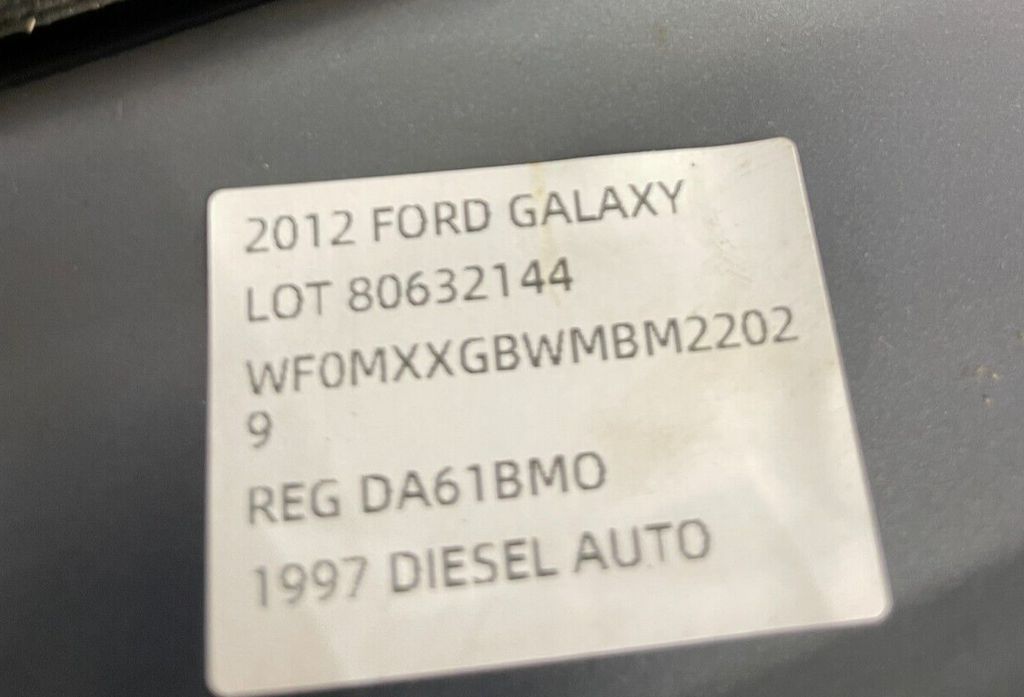 2012 FORD GALAXY
LOT 80632144
WF0MXXGBWMBM2202
9
REG DA61BMO
1997 DIESEL AUTO